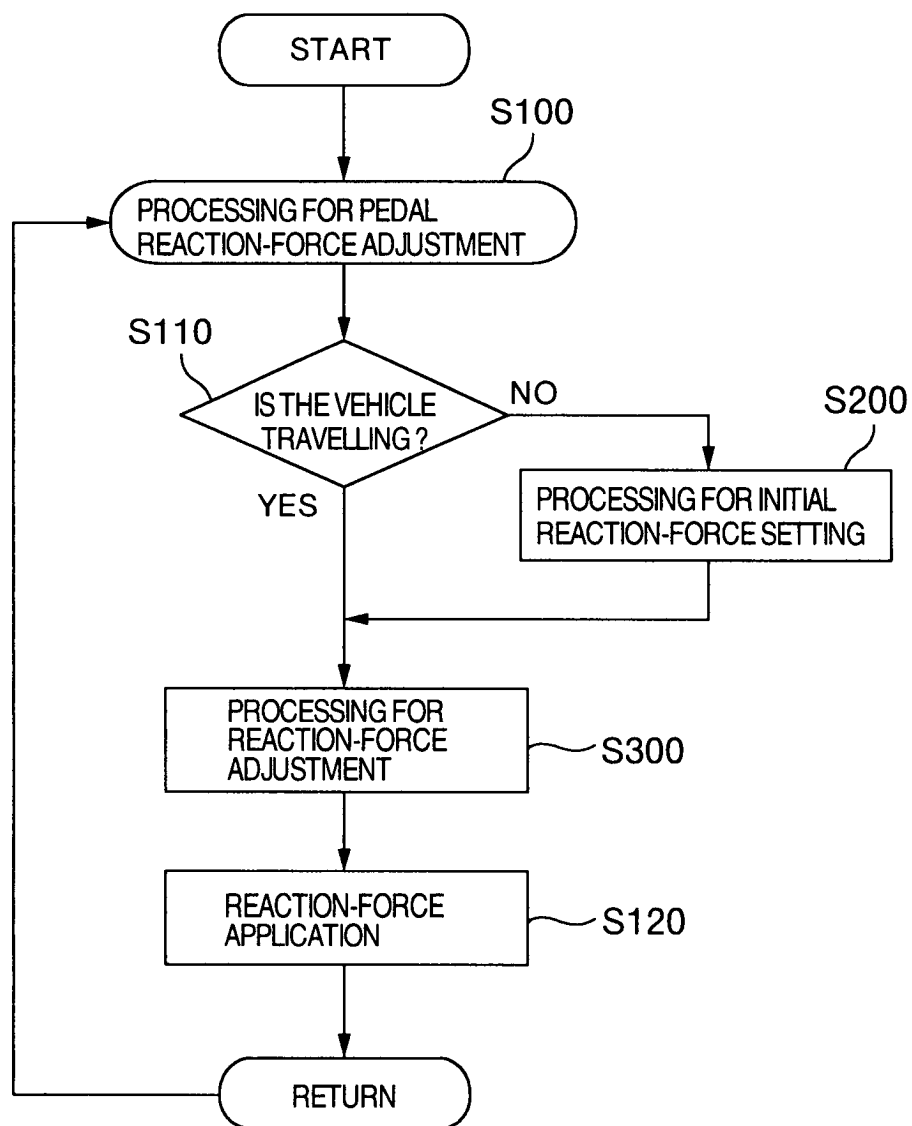 START
S100
PROCESSING FOR PEDAL
REACTION-FORCE ADJUSTMENT
S110
IS THE VEHICLE
TRAVELLING?
NO
YES
S200
PROCESSING FOR INITIAL
REACTION-FORCE SETTING
PROCESSING FOR
REACTION-FORCE
ADJUSTMENT
S300
REACTION-FORCE
APPLICATION
S120
RETURN